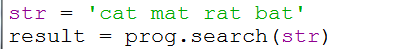 str = 'cat mat rat bat'
result = prog.search(str)